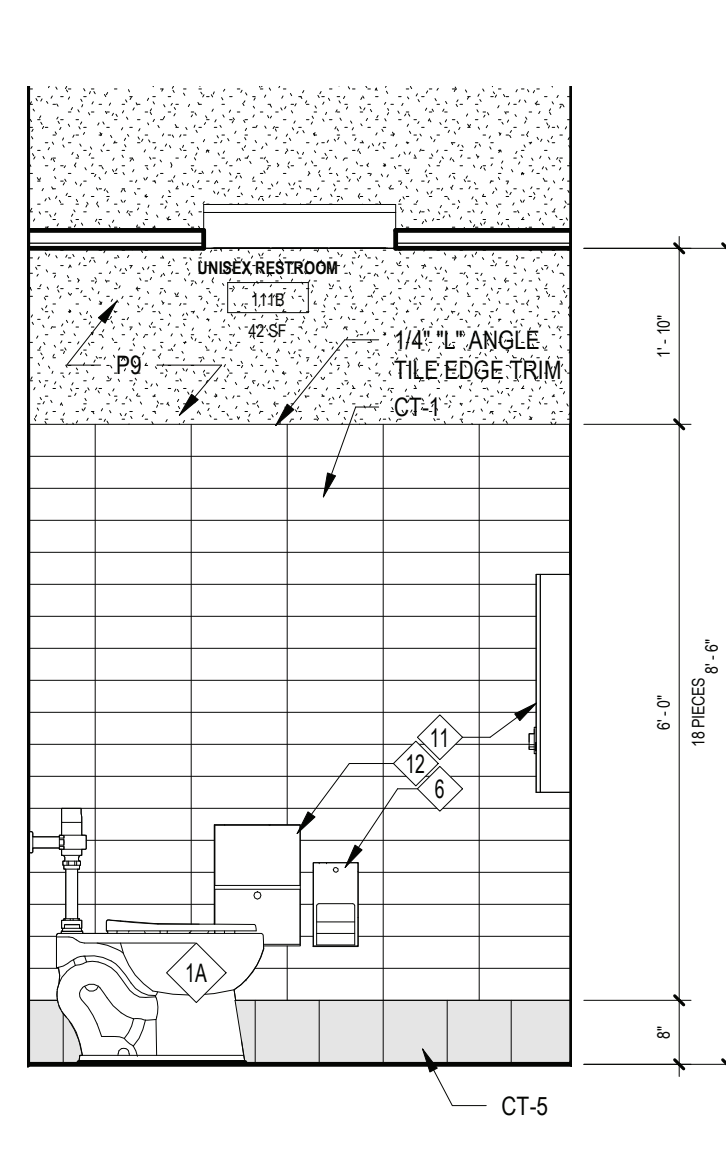 UNISEX RESTROOM
111B
42 SF
P9
1/4" "L" ANGLE
TILE EDGE TRIM
CT-1
1' - 10"
6' - 0"
18 PIECES
8' - 6"
11
12
6
1A
8"
CT-5